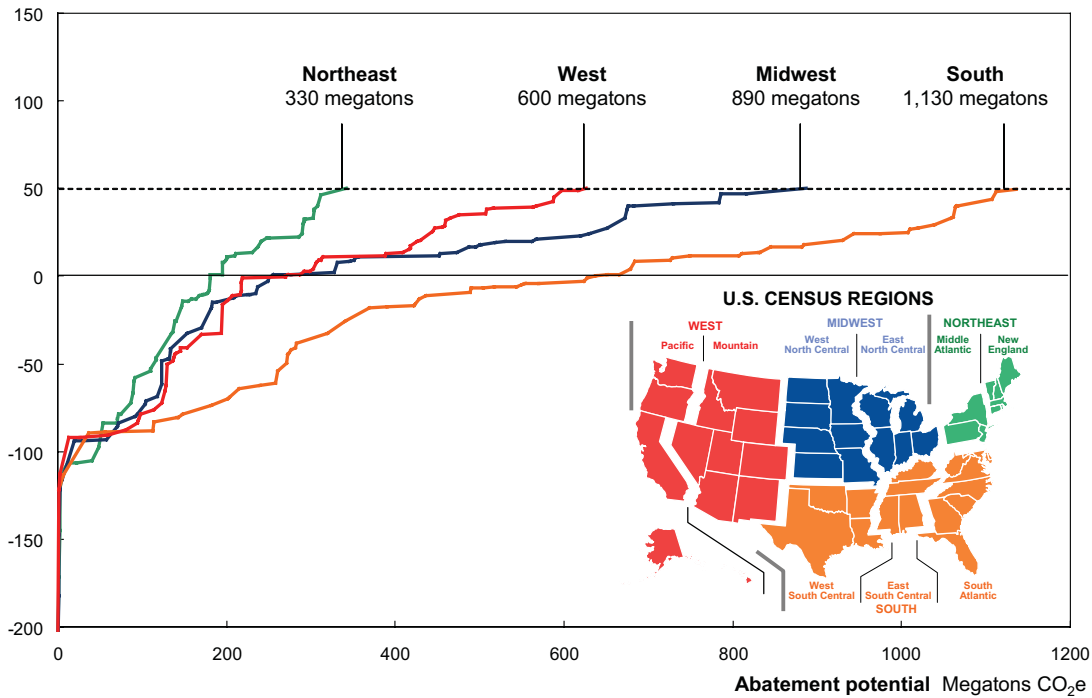 150
100
50
0
-50
-100
-150
-200
Northeast
330 megatons
West
600 megatons
Midwest
890 megatons
South
1,130 megatons
U.S. CENSUS REGIONS
WEST
Pacific
Mountain
MIDWEST
West
North Central
East
North Central
NORTHEAST
Middle
Atlantic
New
England
West
South Central
East
South Central
SOUTH
South
Atlantic
0
200
400
600
800
1000
1200
Abatement potential Megatons CO₂e